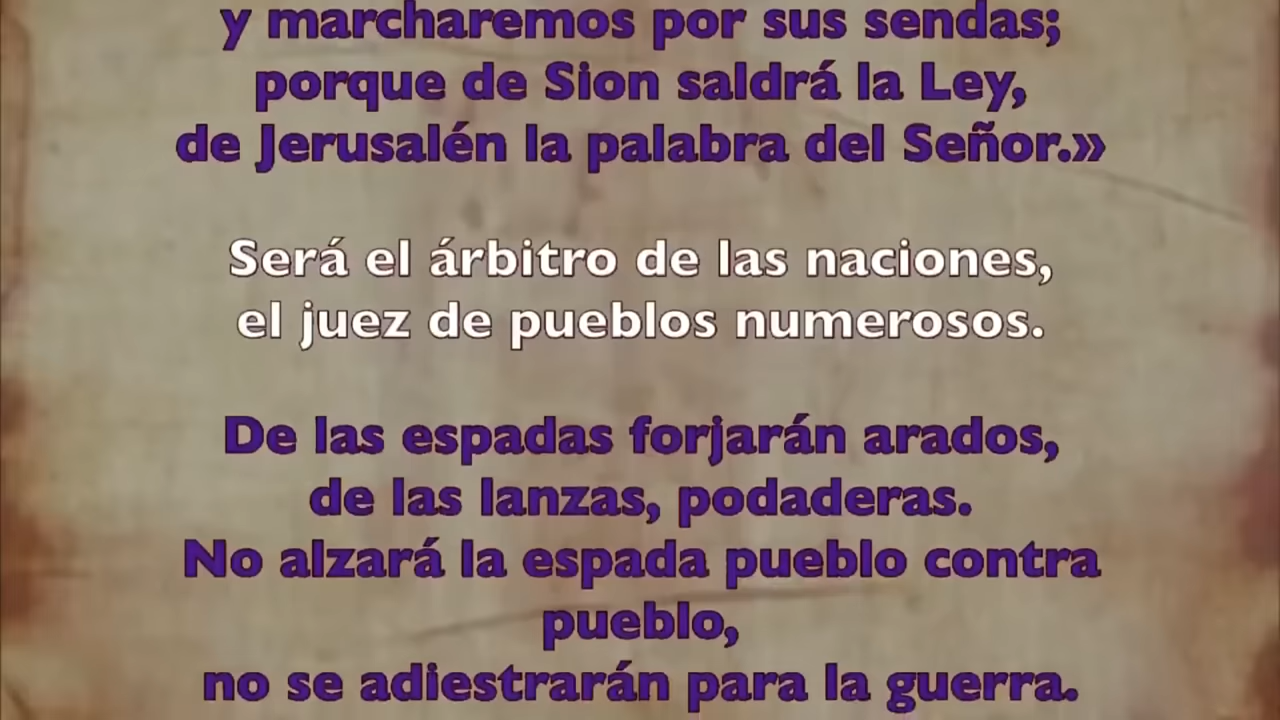 y marcharemos por sus sendas;
porque de Sion saldrá la Ley,
de Jerusalén la palabra del Señor.»
Será el árbitro de las naciones,
el juez de pueblos numerosos.
De las espadas forjarán arados,
de las lanzas, podaderas.
No alzará la espada pueblo contra
pueblo,
no se adiestrarán para la guerra.